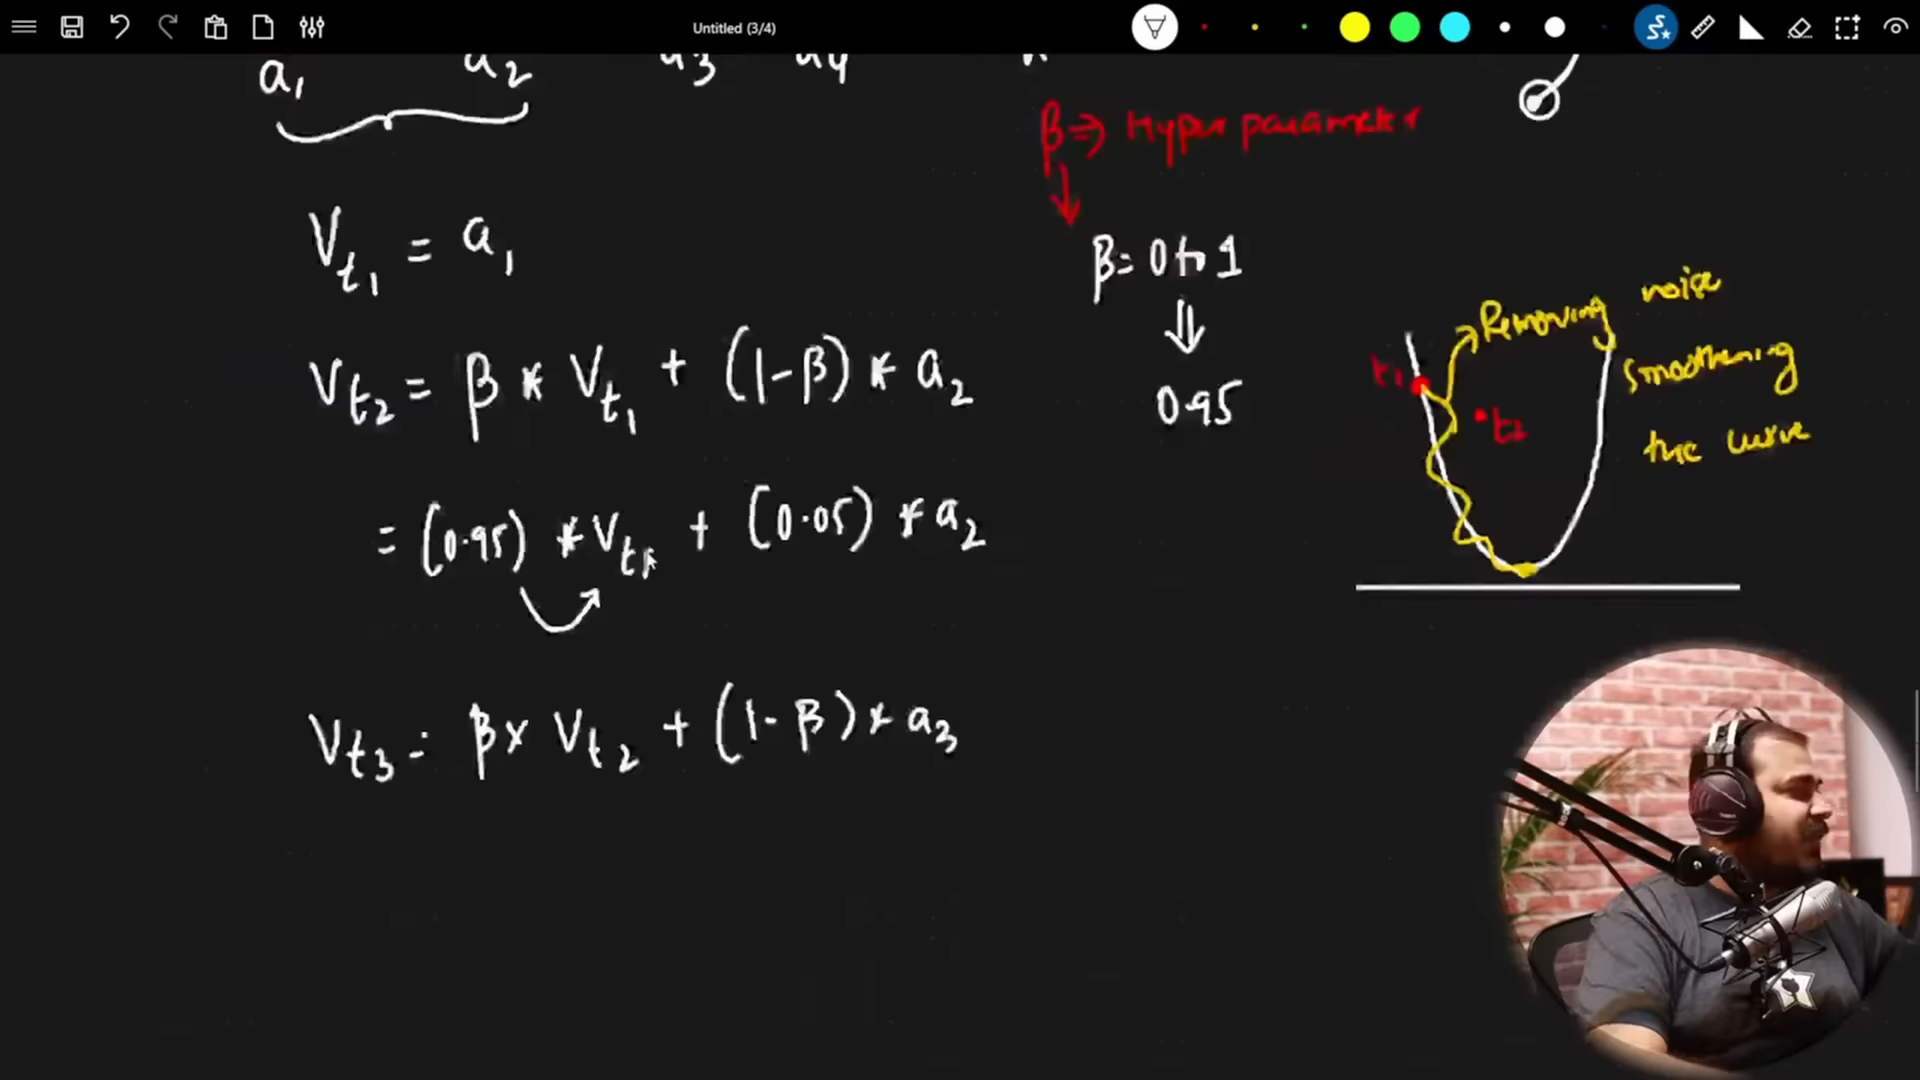 Untitled (3/4)
a₁ a₂ a₃ a₄
β ⇒ Hyper parameter
V_t₁ = a₁
β = 0 to 1
⇓
0.95
V_t₂ = β * V_t₁ + (1-β) * a₂
= (0.95) * V_t₁ + (0.05) * a₂
V_t₃ = β x V_t₂ + (1-β) * a₃
Removing noise
smoothening
the curve
t₁
t₂